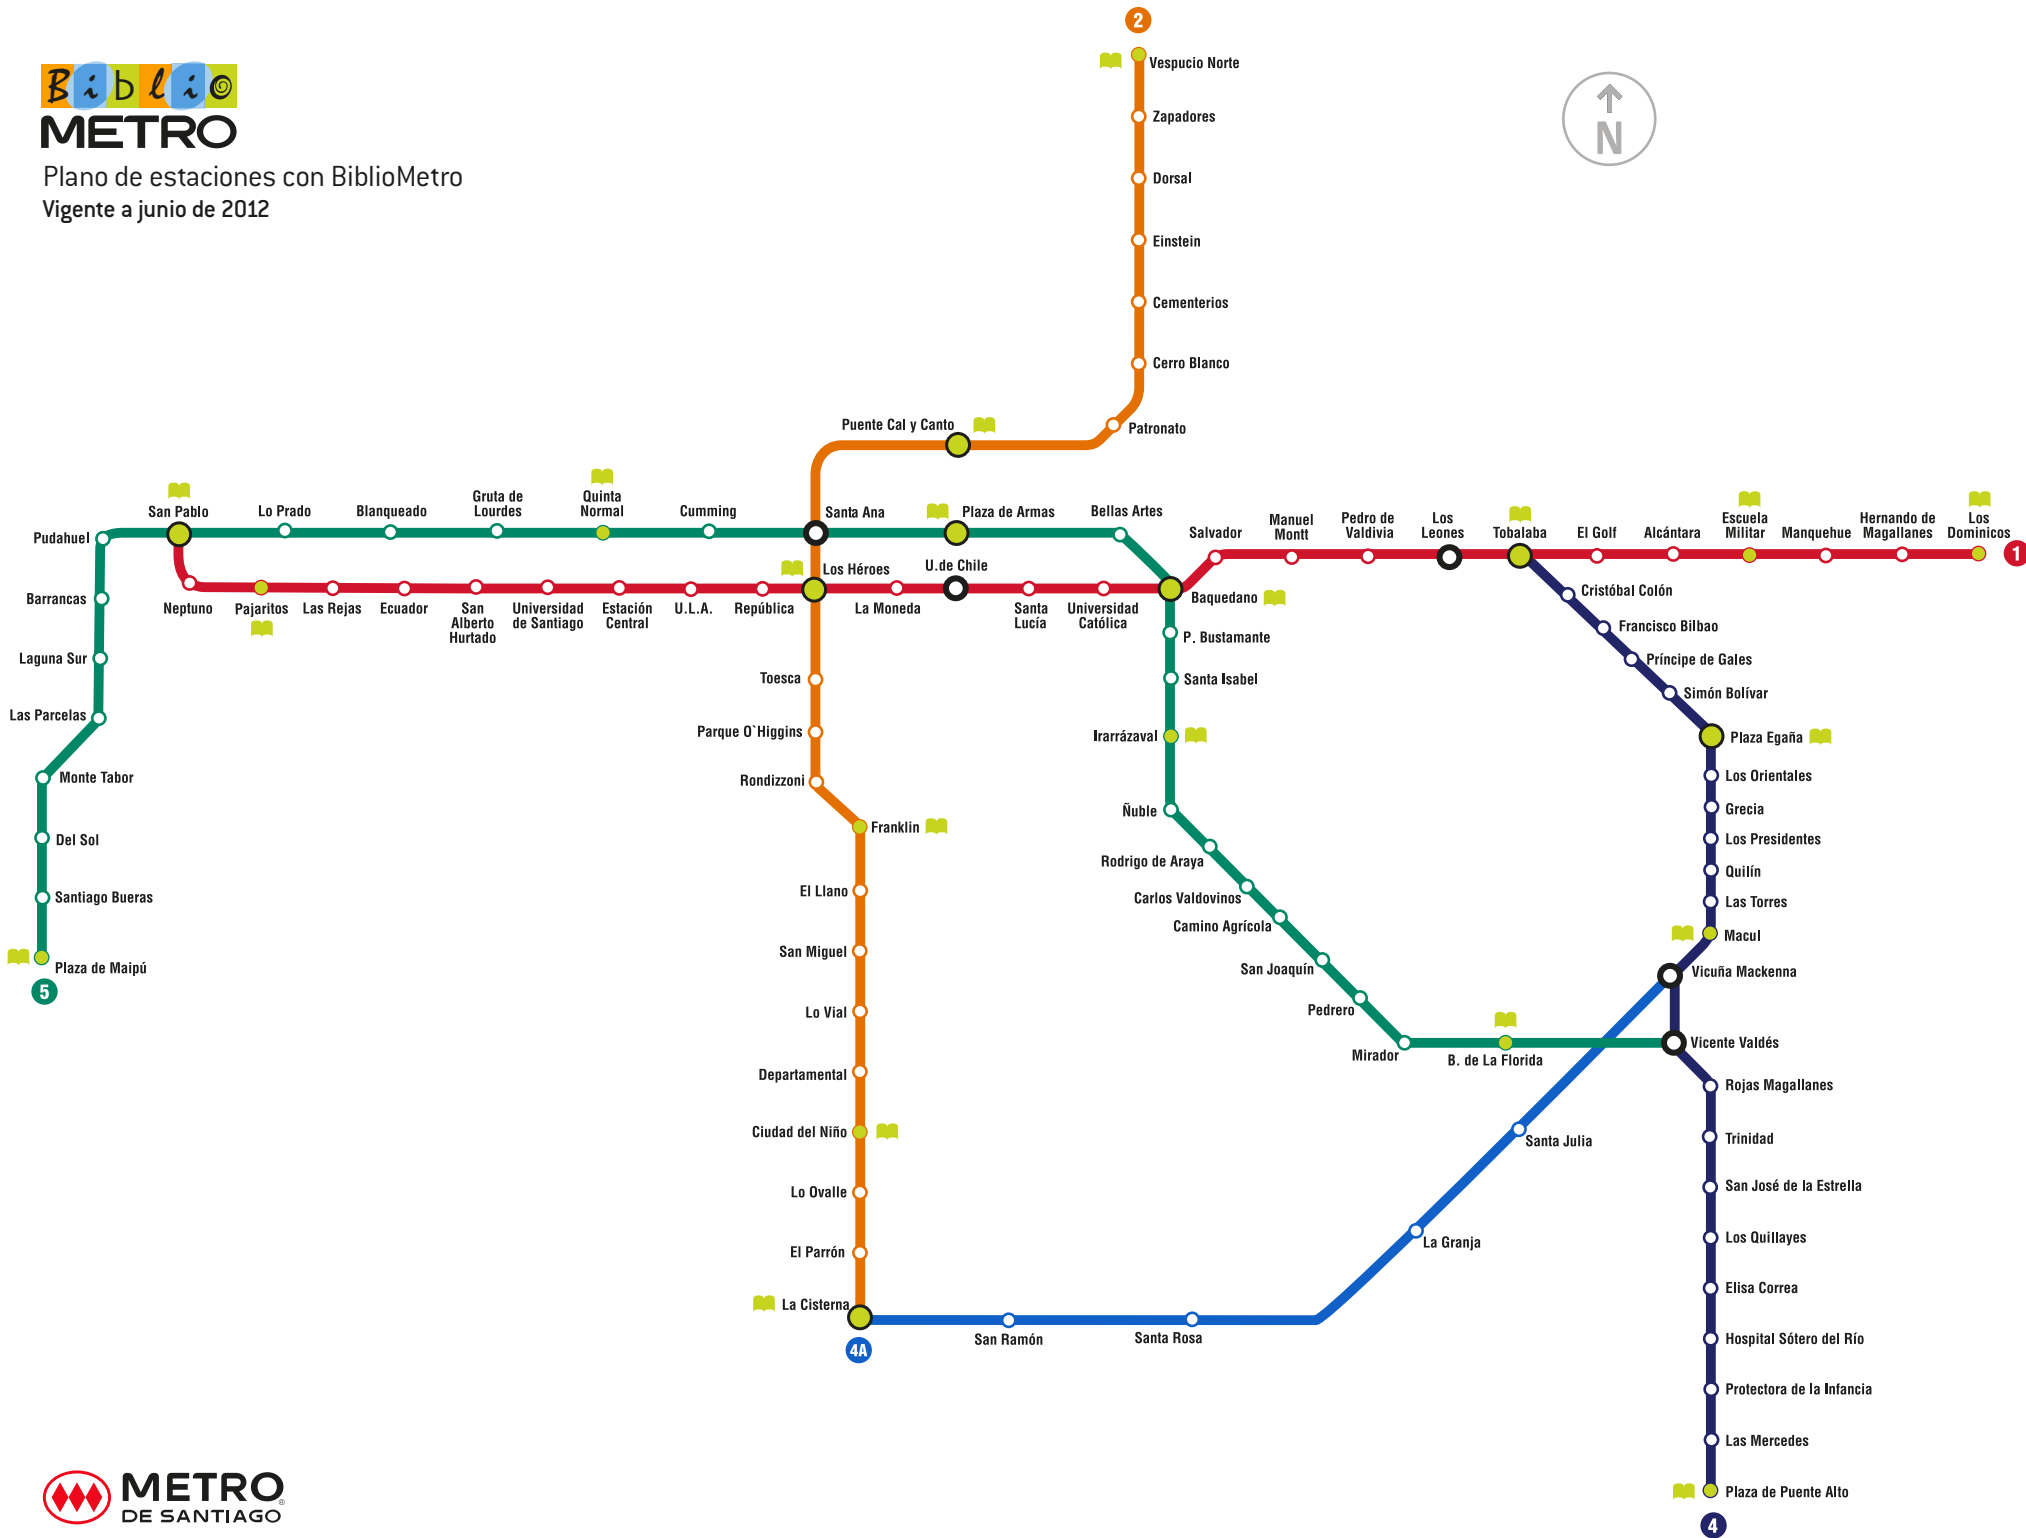 Biblio
METRO
Plano de estaciones con BiblioMetro
Vigente a junio de 2012
N
2
Vespucio Norte
Zapadores
Dorsal
Einstein
Cementerios
Cerro Blanco
Patronato
Puente Cal y Canto
San Pablo
Lo Prado
Blanqueado
Gruta de
Lourdes
Quinta
Normal
Cumming
Santa Ana
Plaza de Armas
Bellas Artes
Salvador
Manuel
Montt
Pedro de
Valdivia
Los
Leones
Tobalaba
El Golf
Alcántara
Escuela
Militar
Manquehue
Hernando de
Magallanes
Los
Dominicos
1
Pudahuel
Barrancas
Laguna Sur
Las Parcelas
Monte Tabor
Del Sol
Santiago Bueras
Plaza de Maipú
5
Neptuno
Pajaritos
Las Rejas
Ecuador
San
Alberto
Hurtado
Universidad
de Santiago
Estación
Central
U.L.A.
República
Los Héroes
La Moneda
U.de Chile
Santa
Lucía
Universidad
Católica
Baquedano
P. Bustamante
Santa Isabel
Irarrázaval
Ñuble
Rodrigo de Araya
Carlos Valdovinos
Camino Agrícola
San Joaquín
Pedrero
Mirador
B. de La Florida
Toesca
Parque O`Higgins
Rondizzoni
Franklin
El Llano
San Miguel
Lo Vial
Departamental
Ciudad del Niño
Lo Ovalle
El Parrón
La Cisterna
4A
San Ramón
Santa Rosa
La Granja
Santa Julia
Cristóbal Colón
Francisco Bilbao
Príncipe de Gales
Simón Bolívar
Plaza Egaña
Los Orientales
Grecia
Los Presidentes
Quilín
Las Torres
Macul
Vicuña Mackenna
Vicente Valdés
Rojas Magallanes
Trinidad
San José de la Estrella
Los Quillayes
Elisa Correa
Hospital Sótero del Río
Protectora de la Infancia
Las Mercedes
Plaza de Puente Alto
4
METRO
DE SANTIAGO®